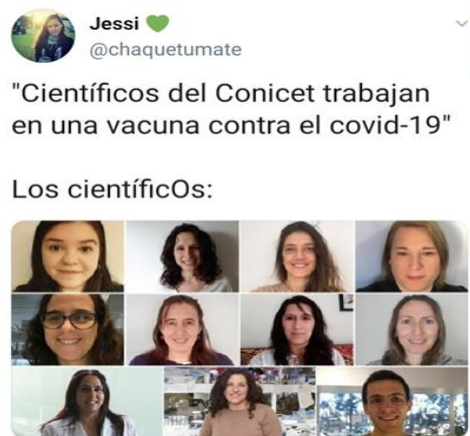 Jessi 💚
@chaquetumate
"Científicos del Conicet trabajan
en una vacuna contra el covid-19"
Los científicOs: